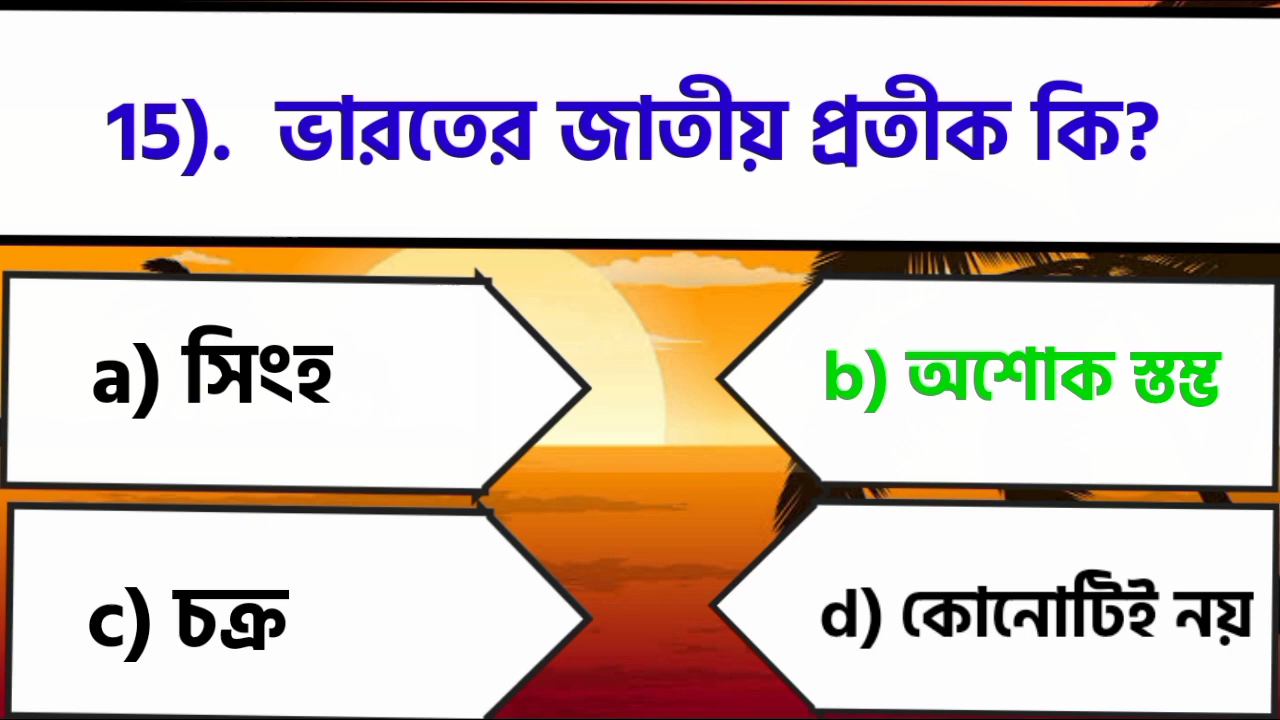 15). ভারতের জাতীয় প্রতীক কি?
a) সিংহ
b) অশোক স্তম্ভ
c) চক্র
d) কোনোটিই নয়